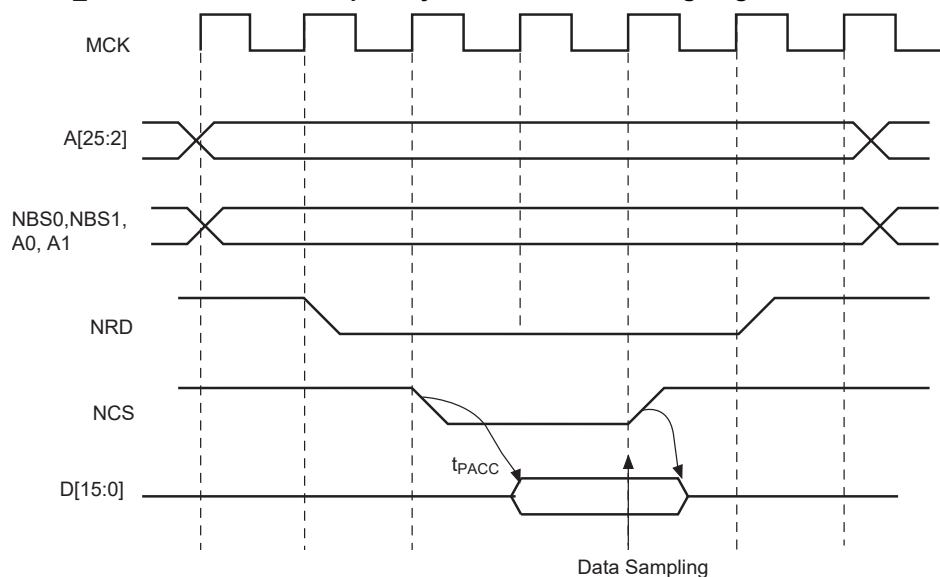 MCK
A[25:2]
NBS0,NBS1,
A0, A1
NRD
NCS
tPACC
D[15:0]
Data Sampling